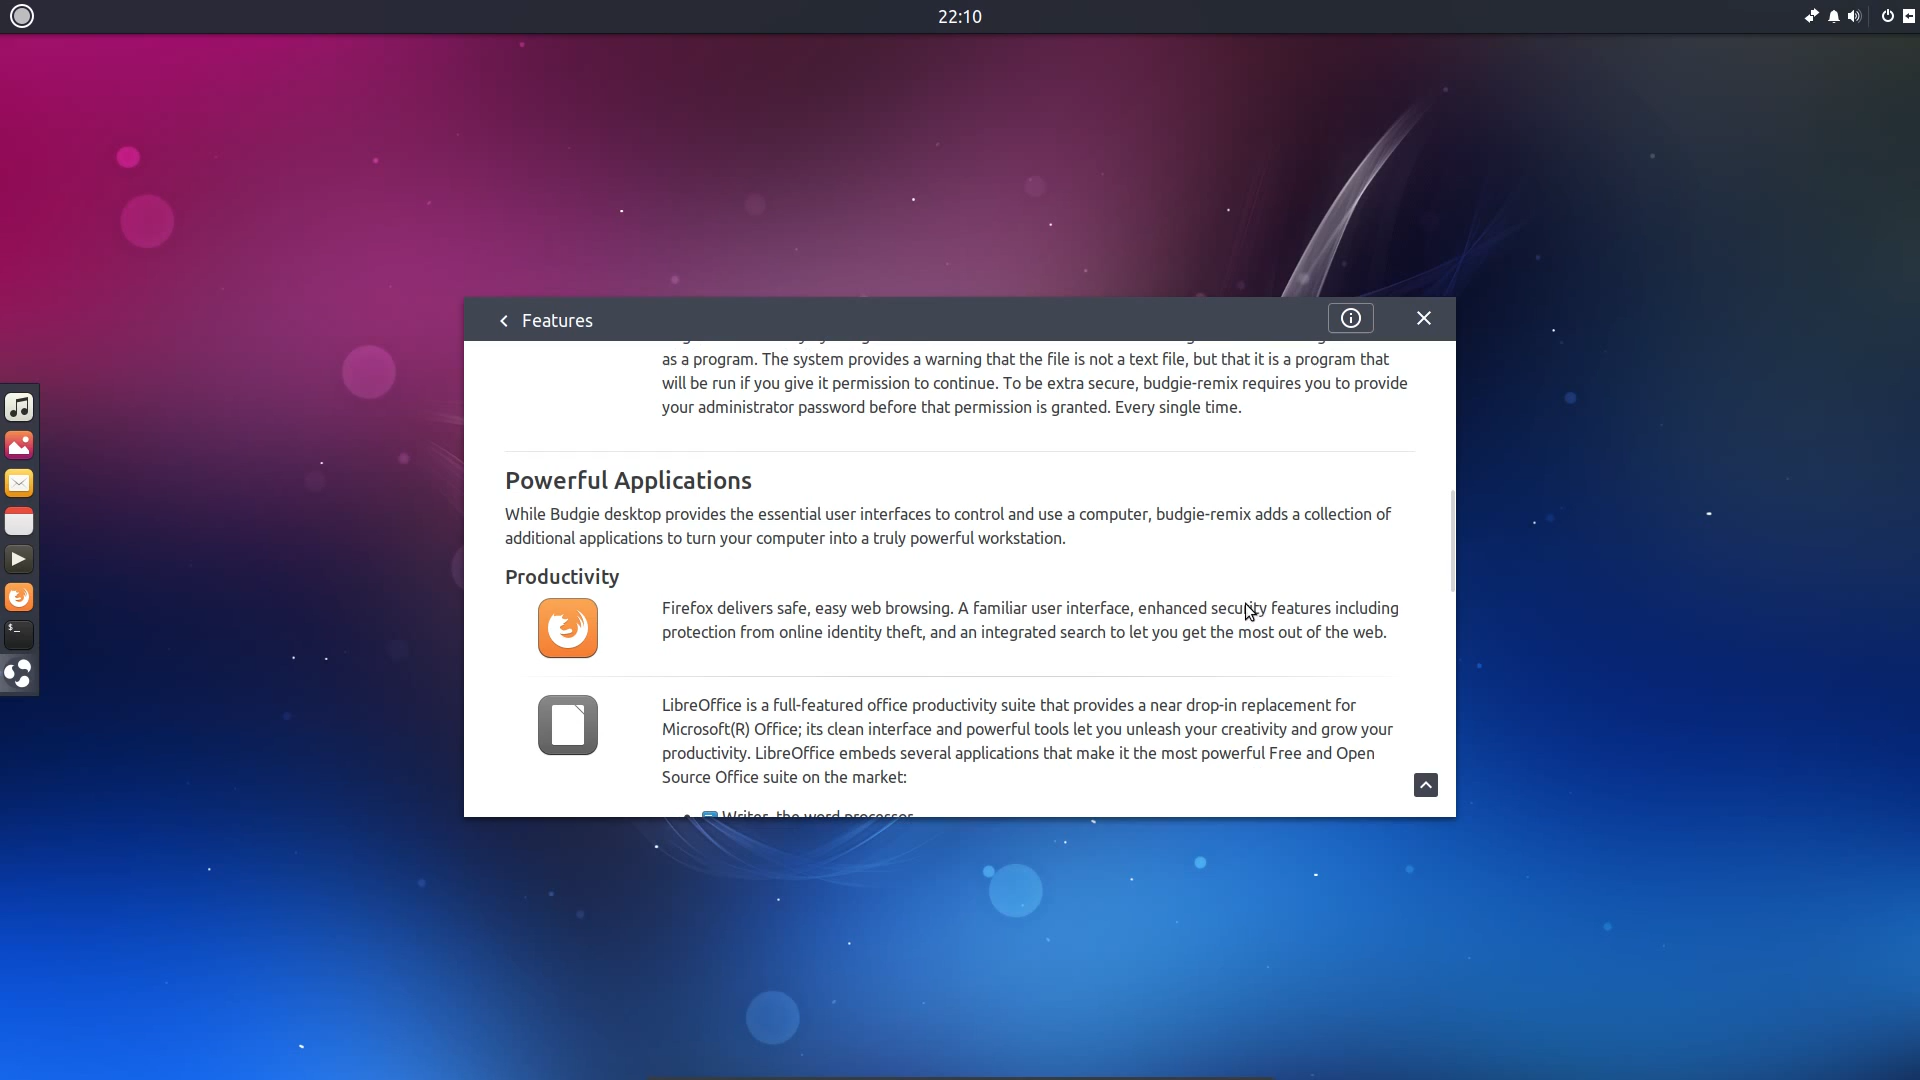 22:10
Features
as a program. The system provides a warning that the file is not a text file, but that it is a program that
will be run if you give it permission to continue. To be extra secure, budgie-remix requires you to provide
your administrator password before that permission is granted. Every single time.
Powerful Applications
While Budgie desktop provides the essential user interfaces to control and use a computer, budgie-remix adds a collection of
additional applications to turn your computer into a truly powerful workstation.
Productivity
Firefox delivers safe, easy web browsing. A familiar user interface, enhanced security features including
protection from online identity theft, and an integrated search to let you get the most out of the web.
LibreOffice is a full-featured office productivity suite that provides a near drop-in replacement for
Microsoft(R) Office; its clean interface and powerful tools let you unleash your creativity and grow your
productivity. LibreOffice embeds several applications that make it the most powerful Free and Open
Source Office suite on the market:
Writer, the word processor
$_